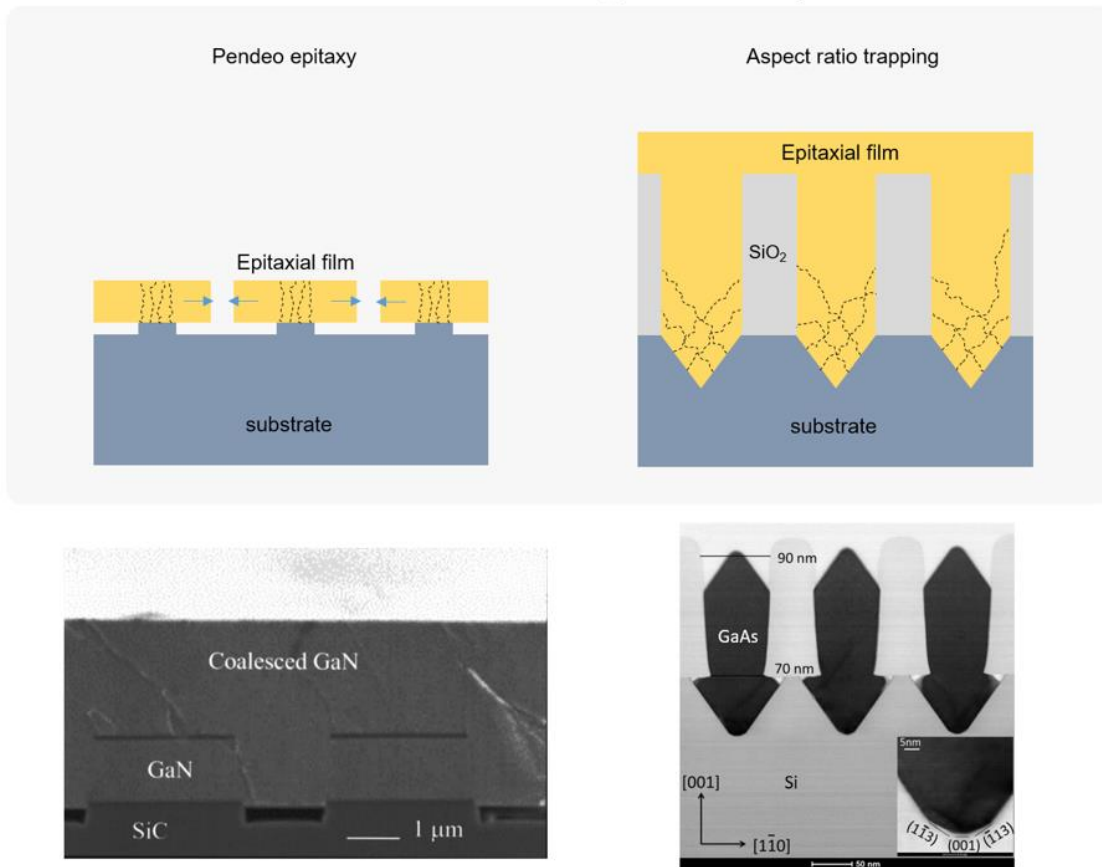 Pendeo epitaxy
Aspect ratio trapping
Epitaxial film
substrate
Epitaxial film
SiO₂
substrate
Coalesced GaN
GaN
SiC
1 μm
90 nm
GaAs
70 nm
Si
[001]
[11̅0]
5nm
(11̅3)
(001)
(1̅13)
50 nm